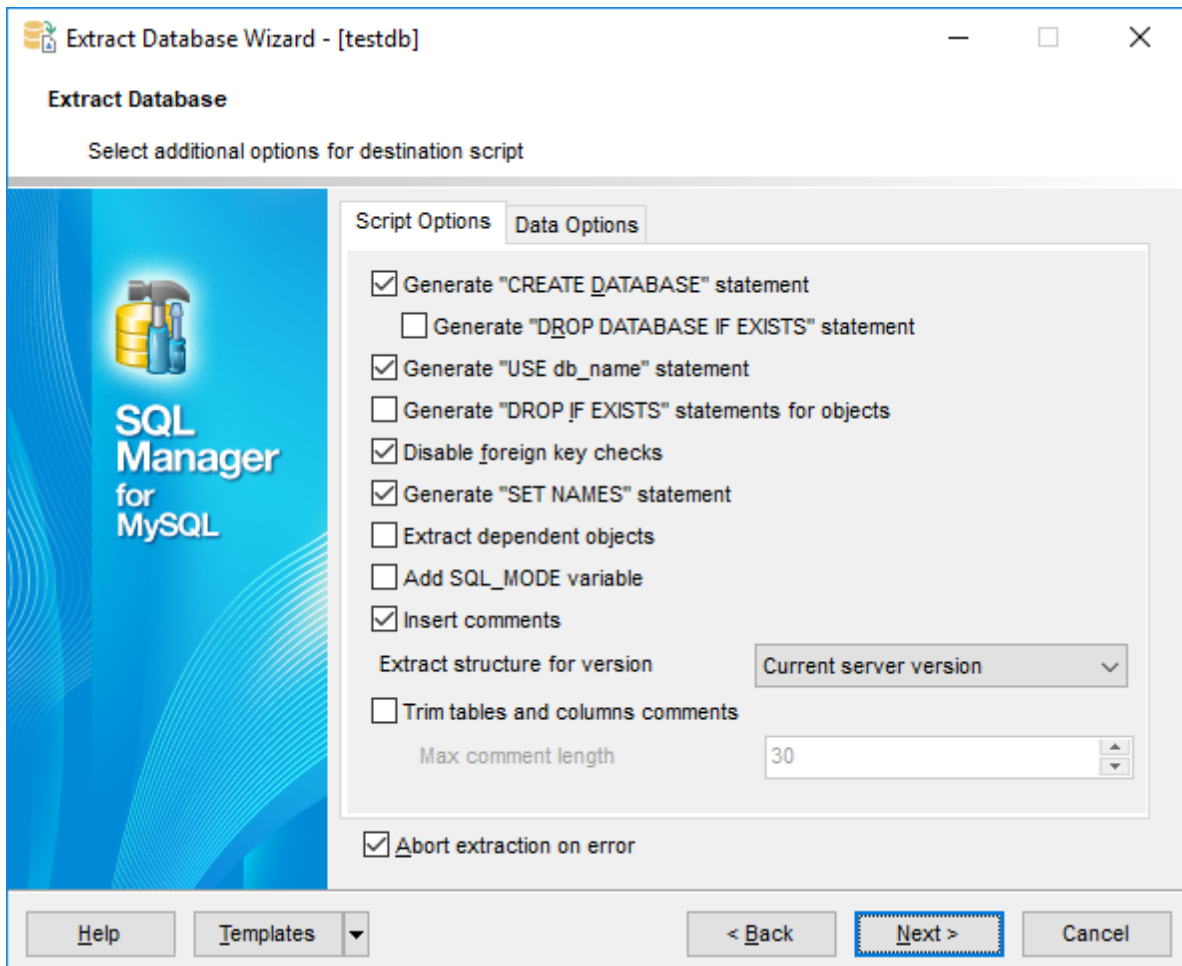 Extract Database Wizard - [testdb]
Extract Database
Select additional options for destination script
SQL
Manager
for
MySQL
Script Options
Data Options
Generate "CREATE DATABASE" statement
Generate "DROP DATABASE IF EXISTS" statement
Generate "USE db_name" statement
Generate "DROP IF EXISTS" statements for objects
Disable foreign key checks
Generate "SET NAMES" statement
Extract dependent objects
Add SQL_MODE variable
Insert comments
Extract structure for version
Current server version
Trim tables and columns comments
Max comment length
30
Abort extraction on error
Help
Templates
< Back
Next >
Cancel